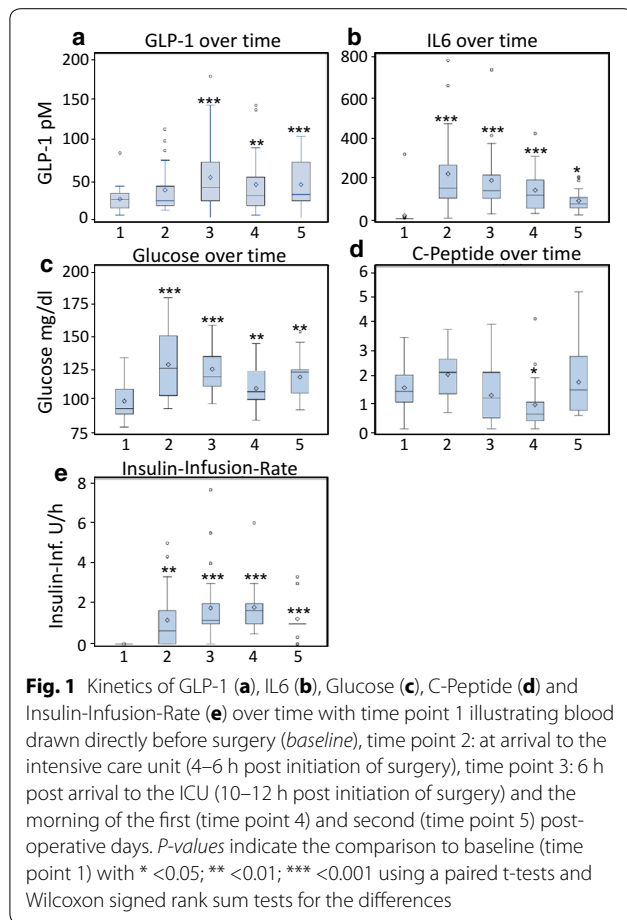 a GLP-1 over time
GLP-1 pM
200
150
100
50
0
***
**
***
1 2 3 4 5
b IL6 over time
800
600
400
200
0
***
***
***
*
1 2 3 4 5
c Glucose over time
Glucose mg/dl
200
175
150
125
100
75
***
***
**
**
1 2 3 4 5
d C-Peptide over time
6
5
4
3
2
1
0
*
1 2 3 4 5
e Insulin-Infusion-Rate
Insulin-Inf. U/h
8
6
4
2
0
**
***
***
***
1 2 3 4 5
Fig. 1 Kinetics of GLP-1 (a), IL6 (b), Glucose (c), C-Peptide (d) and
Insulin-Infusion-Rate (e) over time with time point 1 illustrating blood
drawn directly before surgery (baseline), time point 2: at arrival to the
intensive care unit (4–6 h post initiation of surgery), time point 3: 6 h
post arrival to the ICU (10–12 h post initiation of surgery) and the
morning of the first (time point 4) and second (time point 5) post-
operative days. P-values indicate the comparison to baseline (time
point 1) with * <0.05; ** <0.01; *** <0.001 using a paired t-tests and
Wilcoxon signed rank sum tests for the differences